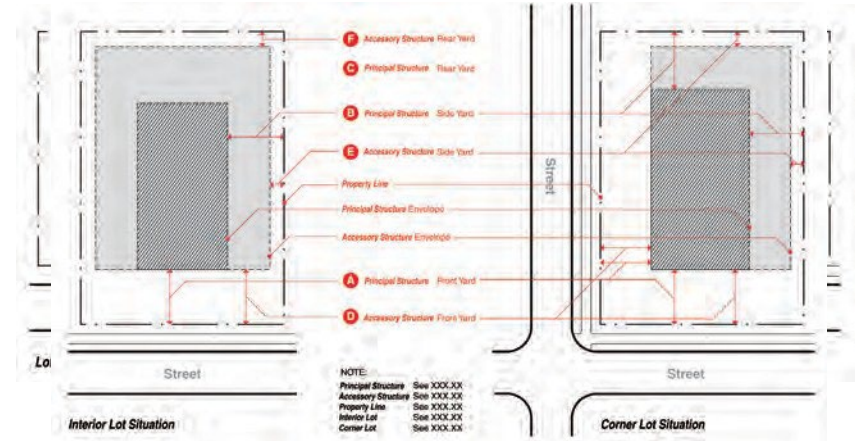 F Accessory Structure Rear Yard
C Principal Structure Rear Yard
B Principal Structure Side Yard
E Accessory Structure Side Yard
Property Line
Principal Structure Envelope
Accessory Structure Envelope
A Principal Structure Front Yard
D Accessory Structure Front Yard
Street
Lo
Street
Street
NOTE:
Principal Structure See XXX.XX
Accessory Structure See XXX.XX
Property Line See XXX.XX
Interior Lot See XXX.XX
Corner Lot See XXX.XX
Interior Lot Situation
Corner Lot Situation